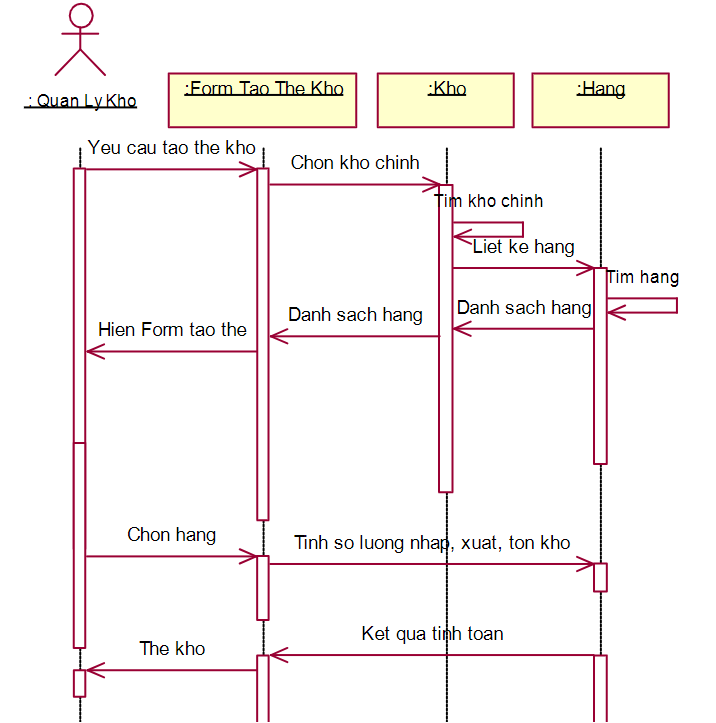 : Quan Ly Kho
:Form Tao The Kho
:Kho
:Hang
Yeu cau tao the kho
Chon kho chinh
Tim kho chinh
Liet ke hang
Tim hang
Danh sach hang
Danh sach hang
Hien Form tao the
Chon hang
Tinh so luong nhap, xuat, ton kho
Ket qua tinh toan
The kho